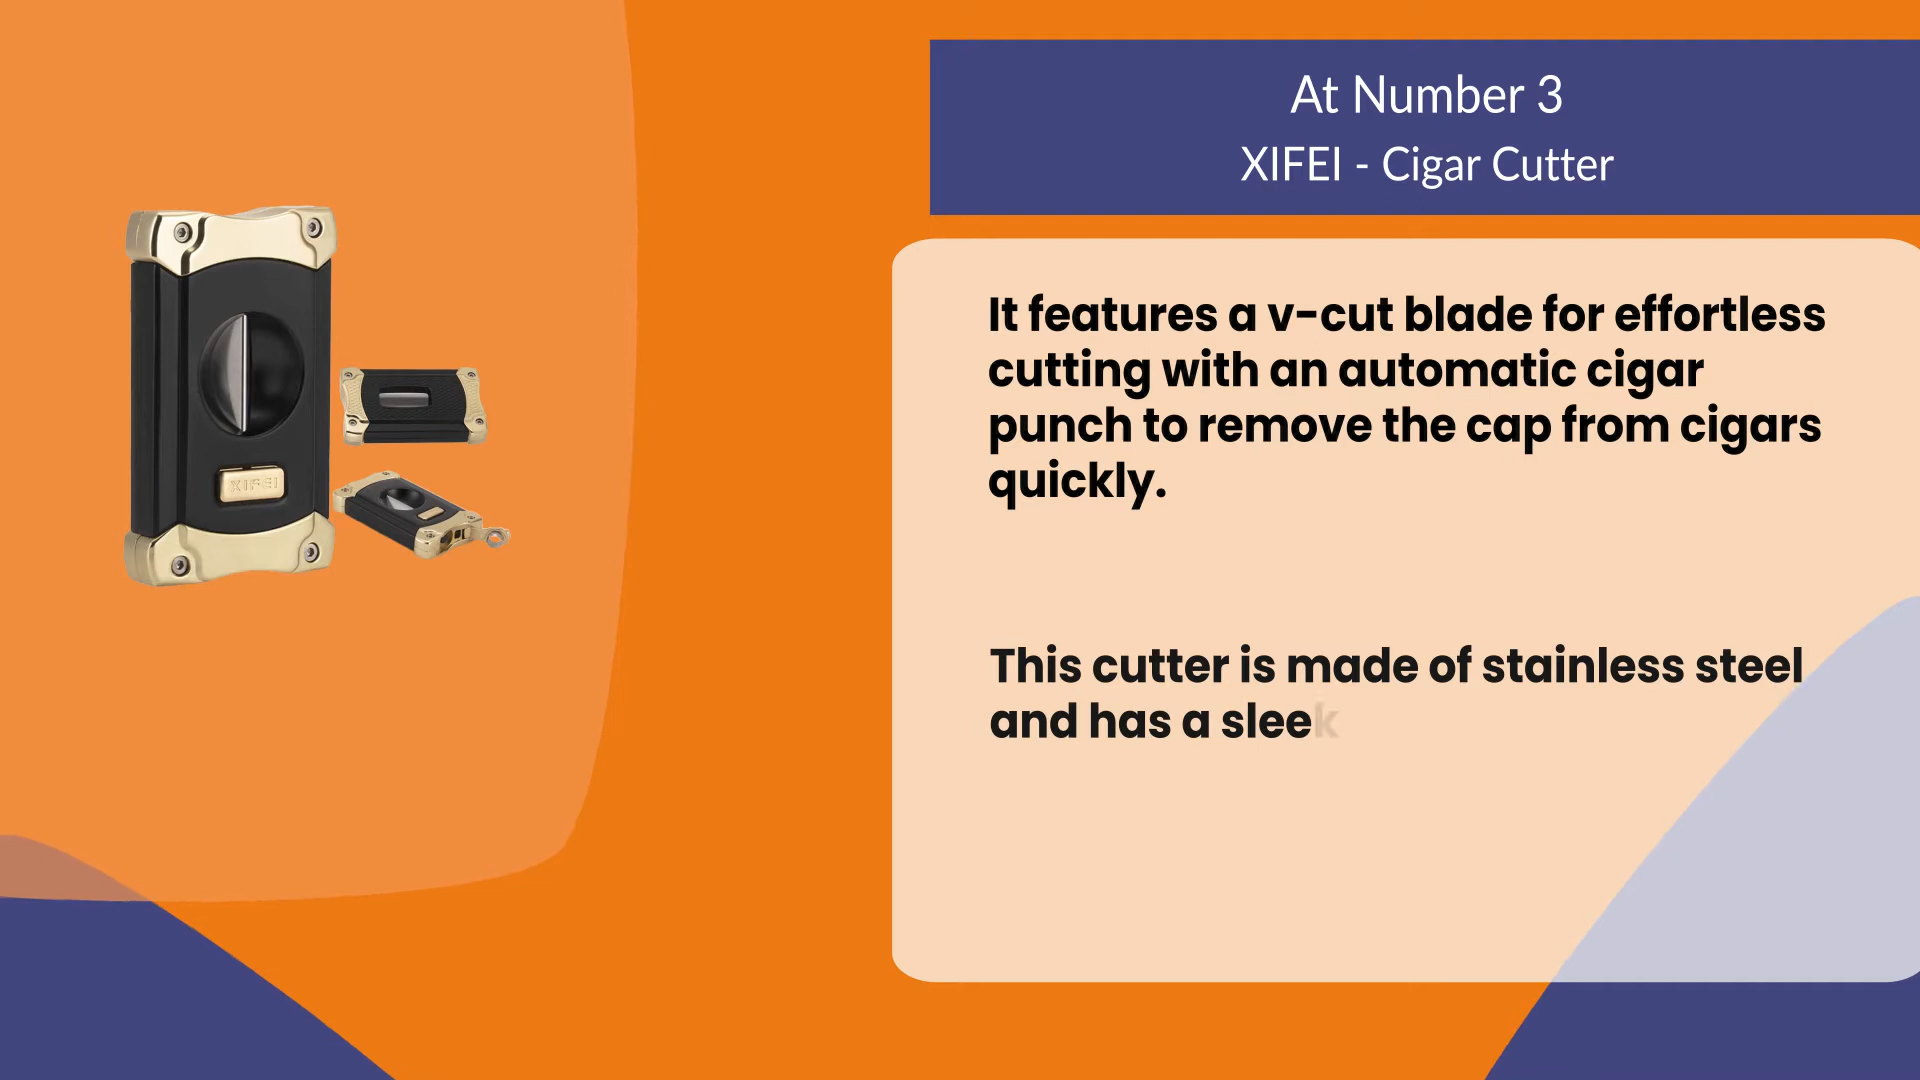 At Number 3
XIFEI - Cigar Cutter
It features a v-cut blade for effortless
cutting with an automatic cigar
punch to remove the cap from cigars
quickly.
This cutter is made of stainless steel
and has a sleek
XIFEI